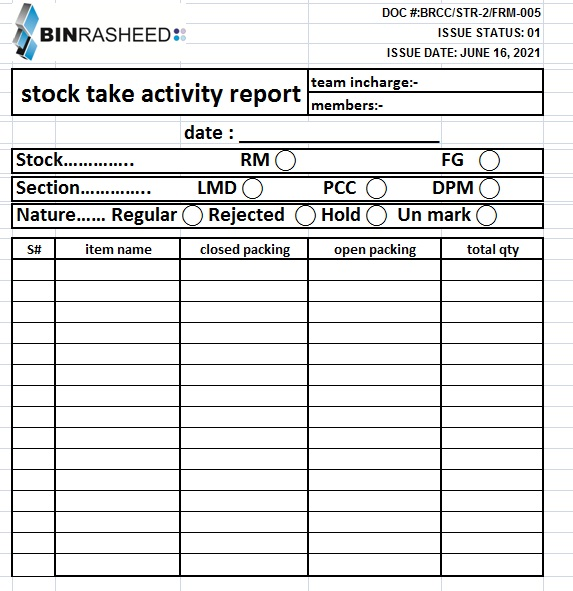 BINRASHEED
DOC #:BRCC/STR-2/FRM-005
ISSUE STATUS: 01
ISSUE DATE: JUNE 16, 2021
stock take activity report
team incharge:-
members:-
date : ____________________
Stock………….. RM FG
Section………….. LMD PCC DPM
Nature...... Regular Rejected Hold Un mark
S# item name closed packing open packing total qty